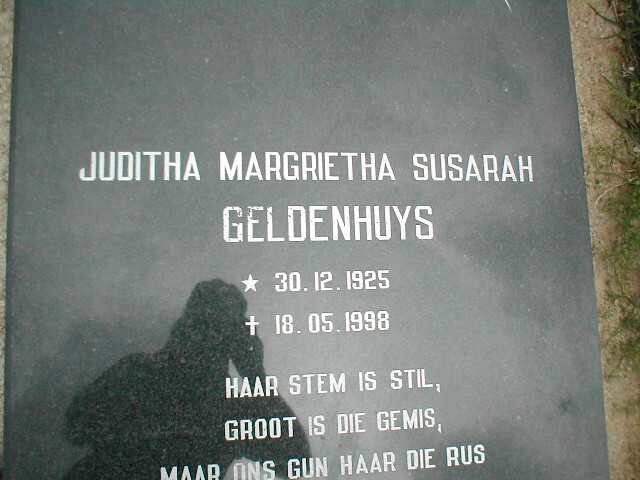 JUDITHA MARGRIETHA SUSARAH
GELDENHUYS
★ 30.12.1925
✝ 18.05.1998
HAAR STEM IS STIL,
GROOT IS DIE GEMIS,
MAAR ONS GUN HAAR DIE RUS